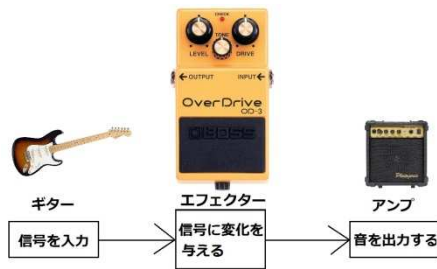 CHECK
TONE
LEVEL
DRIVE
←OUTPUT
INPUT←
OverDrive
OD-3
BOSS
ギター
エフェクター
アンプ
信号を入力
信号に変化を
与える
音を出力する